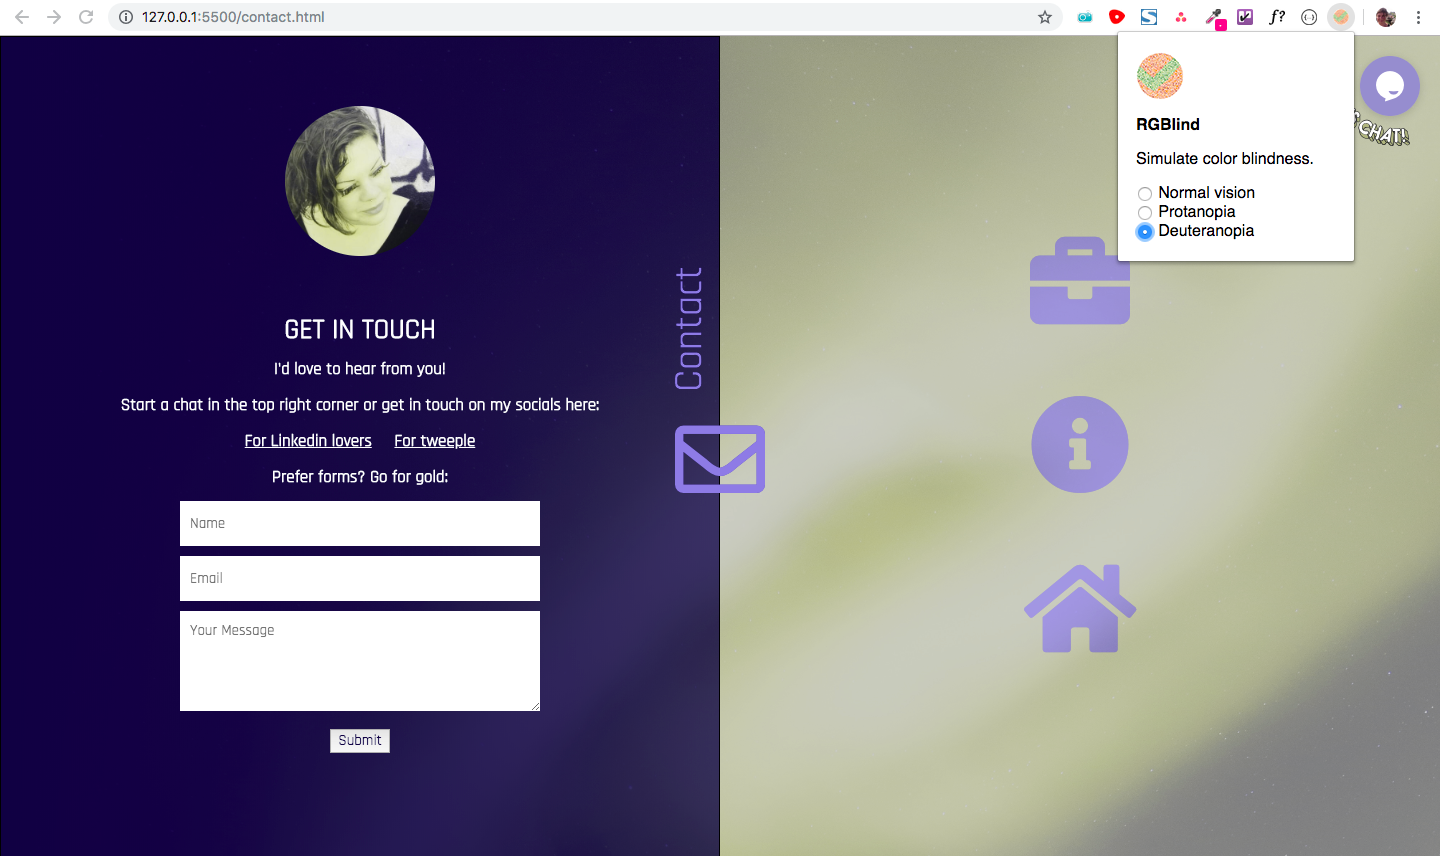 127.0.0.1:5500/contact.html
f?
RGBlind
Simulate color blindness.
Normal vision
Protanopia
Deuteranopia
CHAT!
GET IN TOUCH
I'd love to hear from you!
Start a chat in the top right corner or get in touch on my socials here:
For Linkedin lovers For tweeple
Prefer forms? Go for gold:
Name
Email
Your Message
Submit
Contact